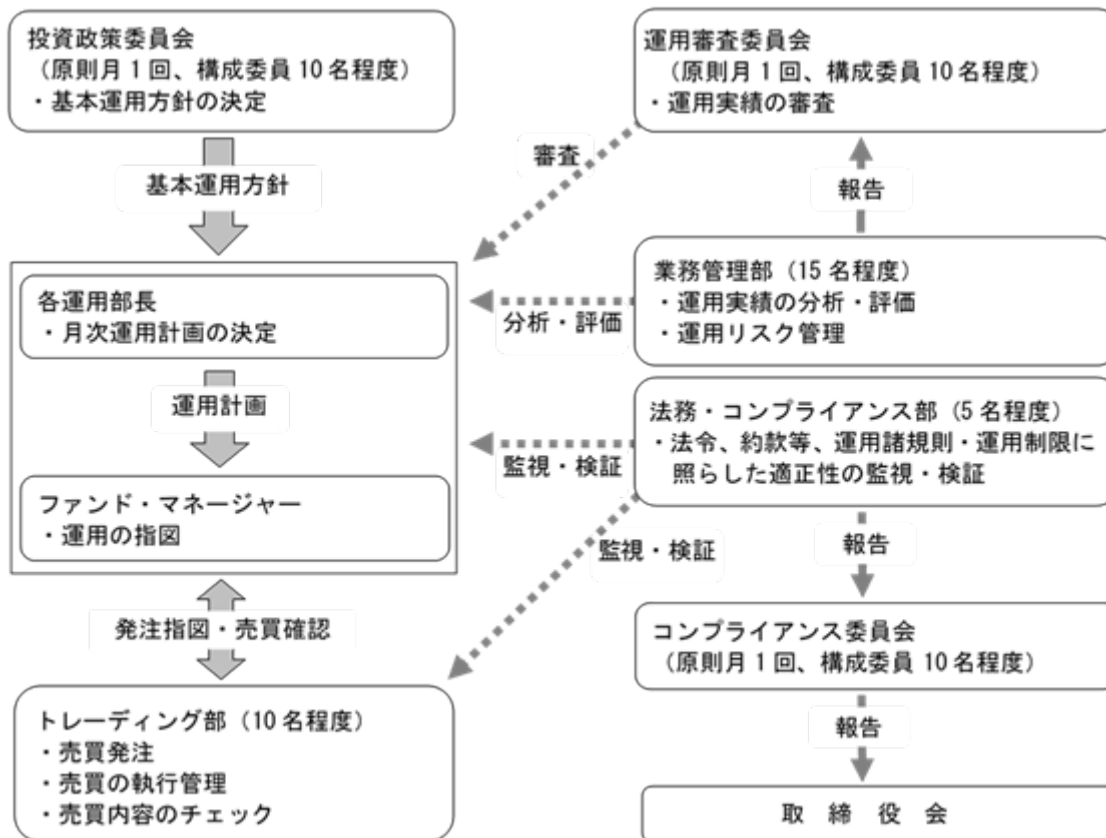 投資政策委員会
（原則月1回、構成委員10名程度）
・基本運用方針の決定
基本運用方針
各運用部長
・月次運用計画の決定
運用計画
ファンド・マネージャー
・運用の指図
発注指図・売買確認
トレーディング部（10名程度）
・売買発注
・売買の執行管理
・売買内容のチェック
運用審査委員会
（原則月1回、構成委員10名程度）
・運用実績の審査
審査
報告
業務管理部（15名程度）
・運用実績の分析・評価
・運用リスク管理
分析・評価
法務・コンプライアンス部（5名程度）
・法令、約款等、運用諸規則・運用制限に
照らした適正性の監視・検証
監視・検証
監視・検証
報告
コンプライアンス委員会
（原則月1回、構成委員10名程度）
報告
取締役会